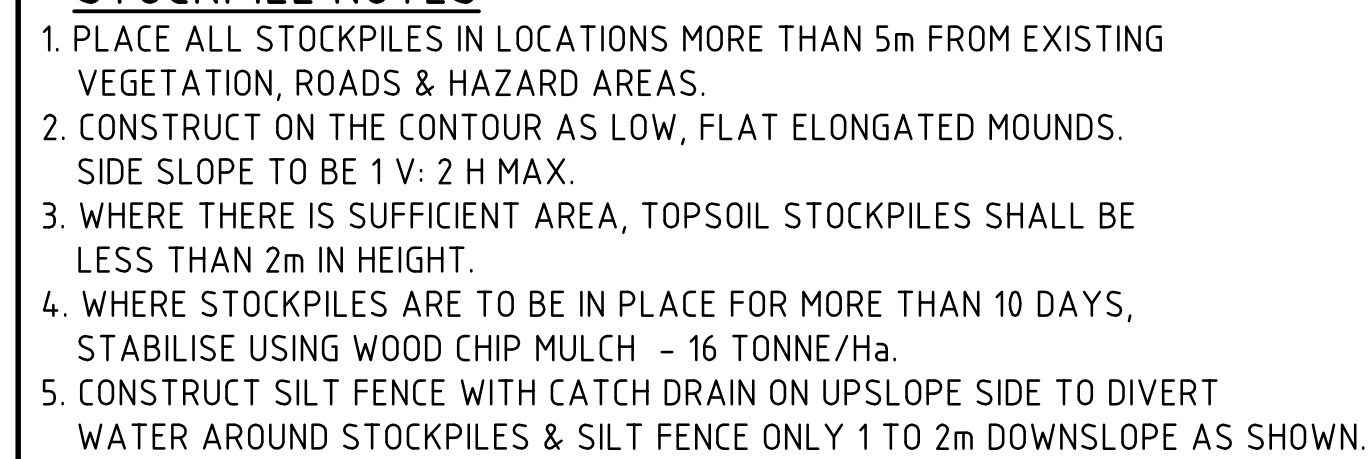 STOCKPILE NOTES
1. PLACE ALL STOCKPILES IN LOCATIONS MORE THAN 5m FROM EXISTING
VEGETATION, ROADS & HAZARD AREAS.
2. CONSTRUCT ON THE CONTOUR AS LOW, FLAT ELONGATED MOUNDS.
SIDE SLOPE TO BE 1 V: 2 H MAX.
3. WHERE THERE IS SUFFICIENT AREA, TOPSOIL STOCKPILES SHALL BE
LESS THAN 2m IN HEIGHT.
4. WHERE STOCKPILES ARE TO BE IN PLACE FOR MORE THAN 10 DAYS,
STABILISE USING WOOD CHIP MULCH - 16 TONNE/Ha.
5. CONSTRUCT SILT FENCE WITH CATCH DRAIN ON UPSLOPE SIDE TO DIVERT
WATER AROUND STOCKPILES & SILT FENCE ONLY 1 TO 2m DOWNSLOPE AS SHOWN.